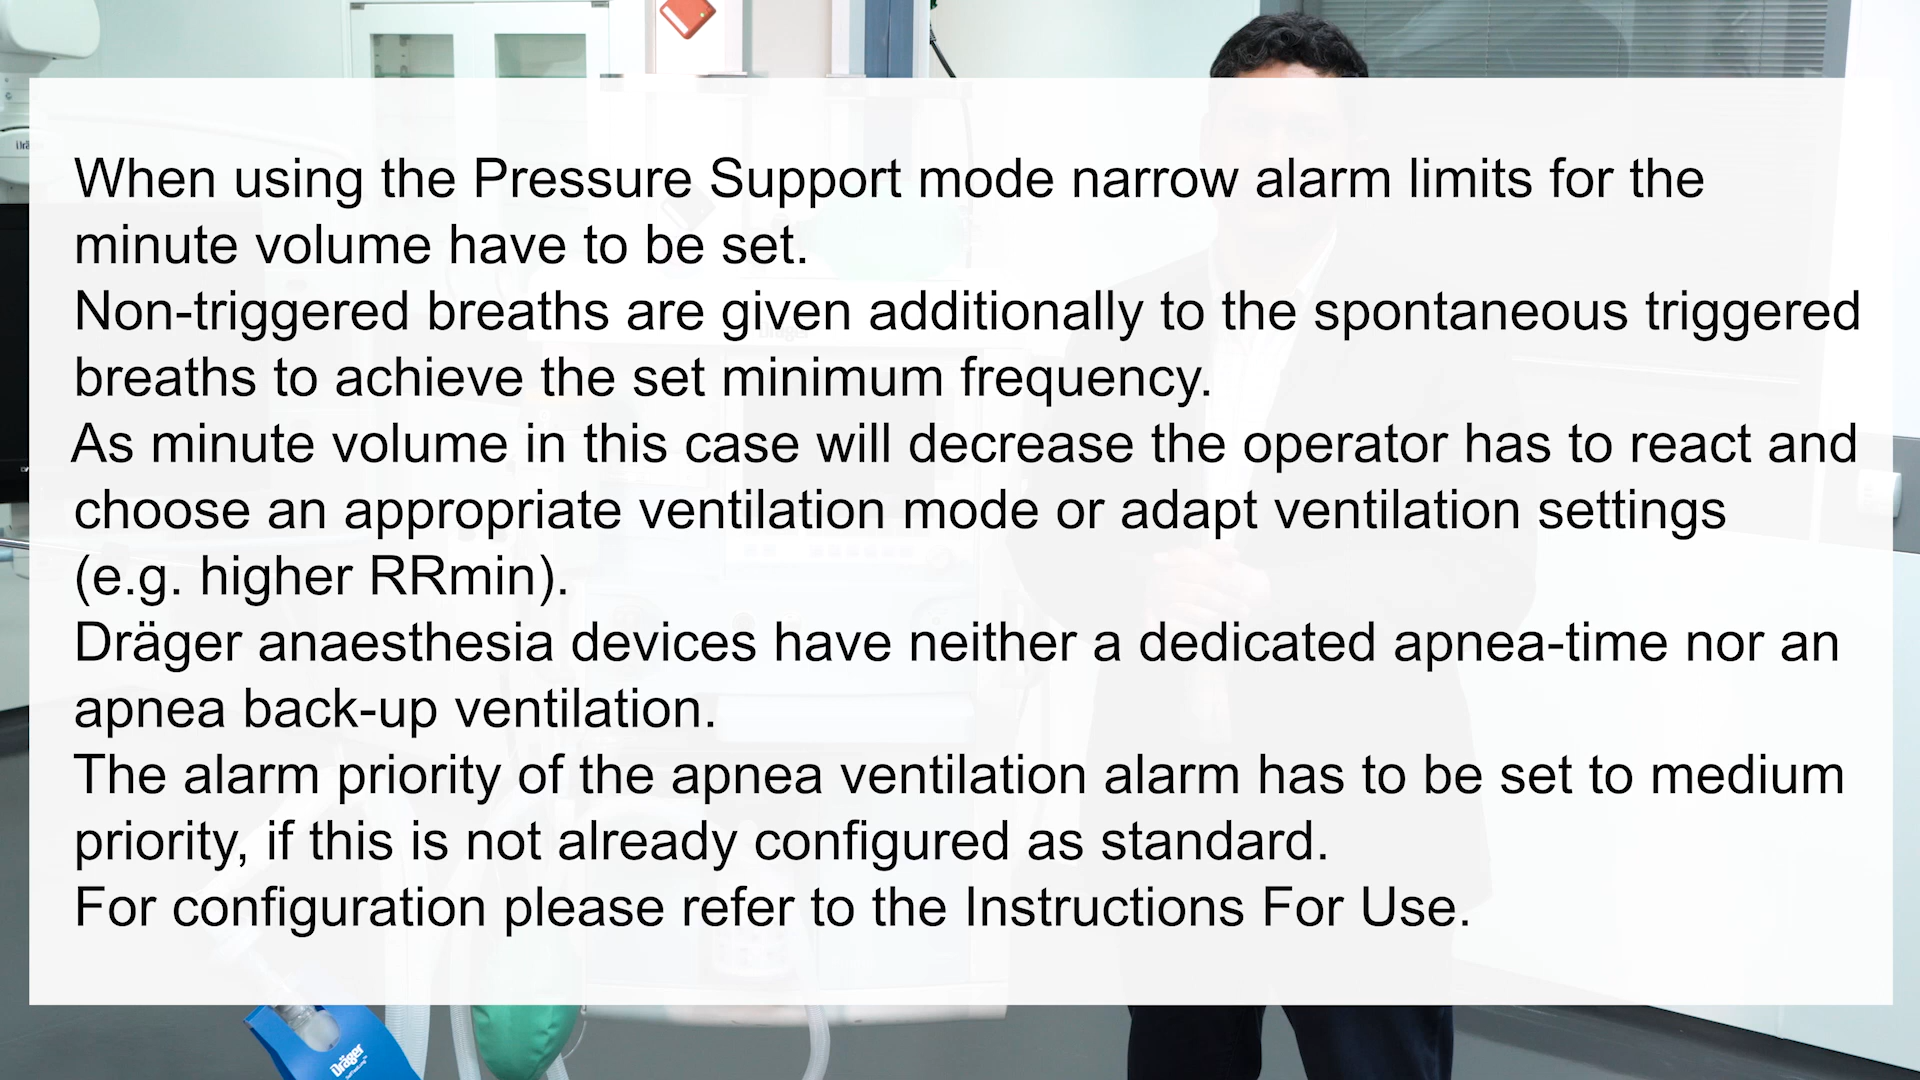 When using the Pressure Support mode narrow alarm limits for the
minute volume have to be set.
Non-triggered breaths are given additionally to the spontaneous triggered
breaths to achieve the set minimum frequency.
As minute volume in this case will decrease the operator has to react and
choose an appropriate ventilation mode or adapt ventilation settings
(e.g. higher RRmin).
Dräger anaesthesia devices have neither a dedicated apnea-time nor an
apnea back-up ventilation.
The alarm priority of the apnea ventilation alarm has to be set to medium
priority, if this is not already configured as standard.
For configuration please refer to the Instructions For Use.
Dräger